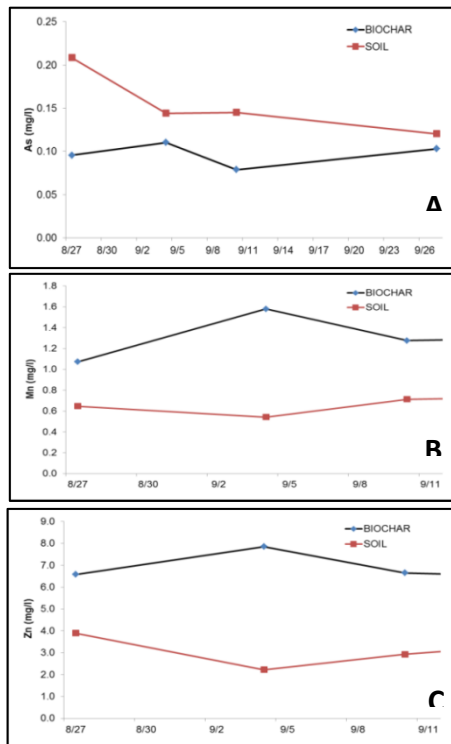 BIOCHAR
SOIL
0.25
0.20
0.15
0.10
0.05
0.00
As (mg/l)
8/27 8/30 9/2 9/5 9/8 9/11 9/14 9/17 9/20 9/23 9/26
A
BIOCHAR
SOIL
1.8
1.6
1.4
1.2
1.0
0.8
0.6
0.4
0.2
0.0
Mn (mg/l)
8/27 8/30 9/2 9/5 9/8 9/11
B
BIOCHAR
SOIL
9.0
8.0
7.0
6.0
5.0
4.0
3.0
2.0
1.0
0.0
Zn (mg/l)
8/27 8/30 9/2 9/5 9/8 9/11
C